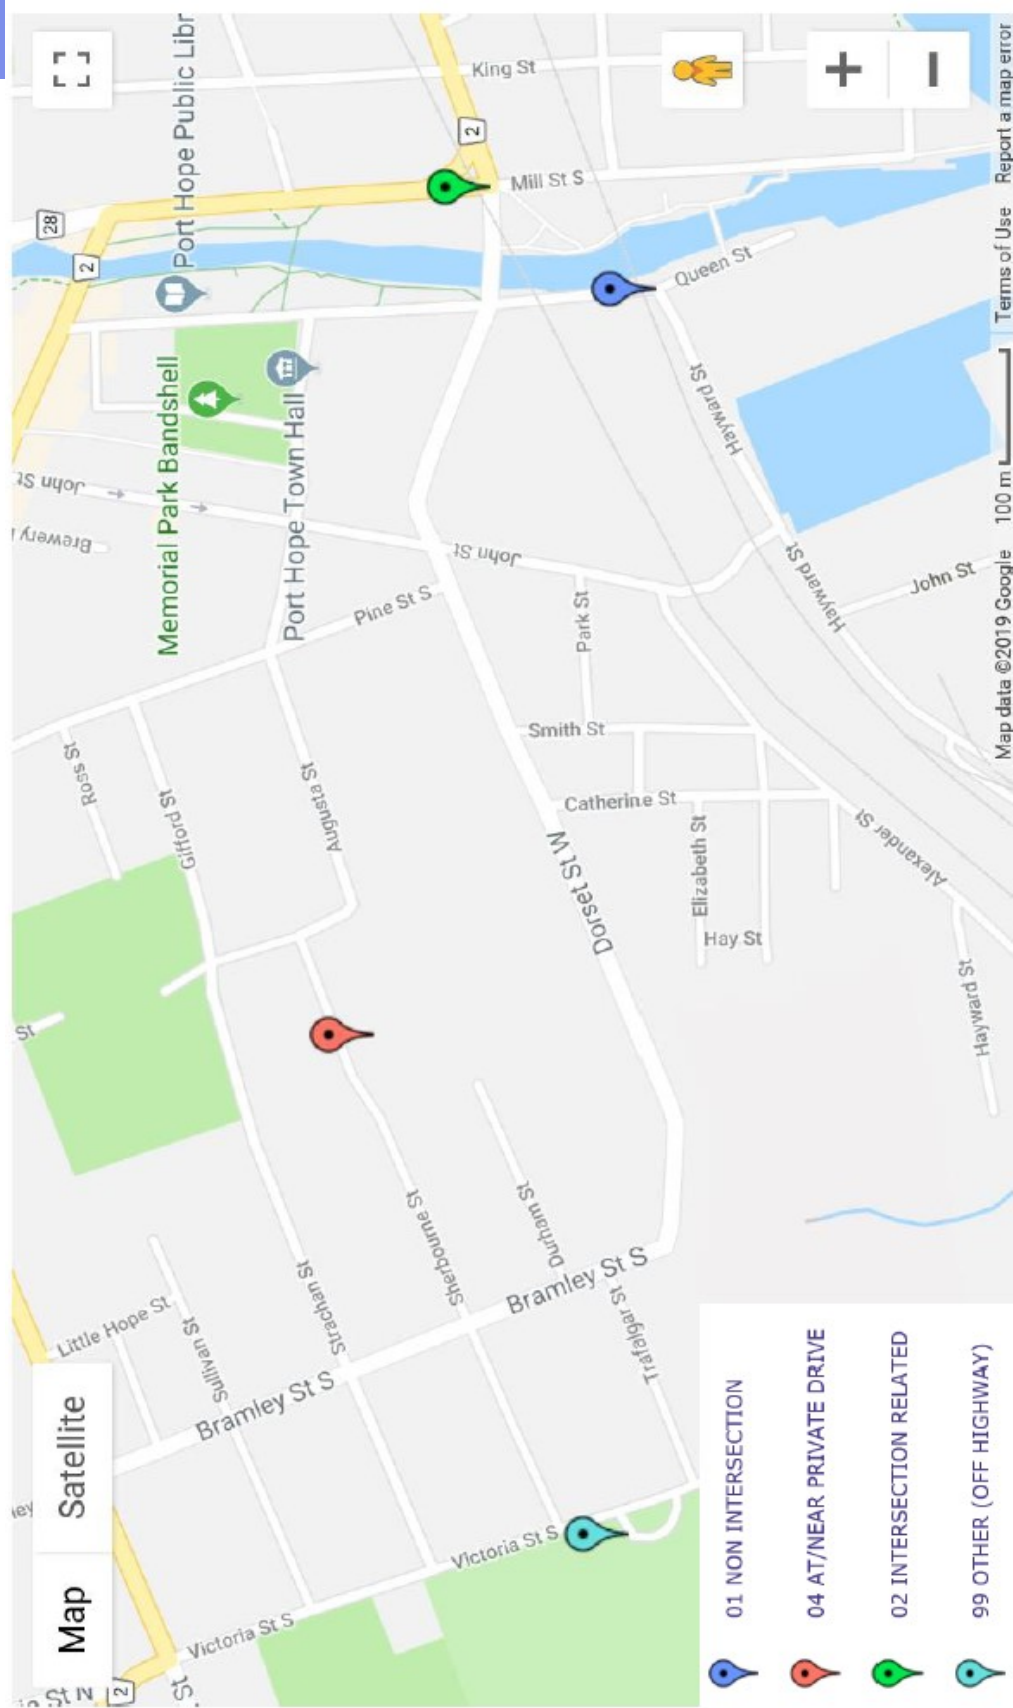 Map
Satellite
2
St N
St
Victoria St S
Victoria St S
Bramley St S
Bramley St S
Little Hope St
Sullivan St
Strachan St
Sherbourne St
Durham St
Trafalgar St
St
Ross St
Gifford St
Augusta St
Pine St S
Dorset St W
Catherine St
Smith St
Park St
Elizabeth St
Hay St
Alexander St
Hayward St
Hayward St
Hayward St
John St
John St
John St
Brewery
Memorial Park Bandshell
Port Hope Town Hall
Port Hope Public Libr
2
28
2
King St
Mill St S
Queen St
01 NON INTERSECTION
04 AT/NEAR PRIVATE DRIVE
02 INTERSECTION RELATED
99 OTHER (OFF HIGHWAY)
Map data ©2019 Google 100 m Terms of Use Report a map error